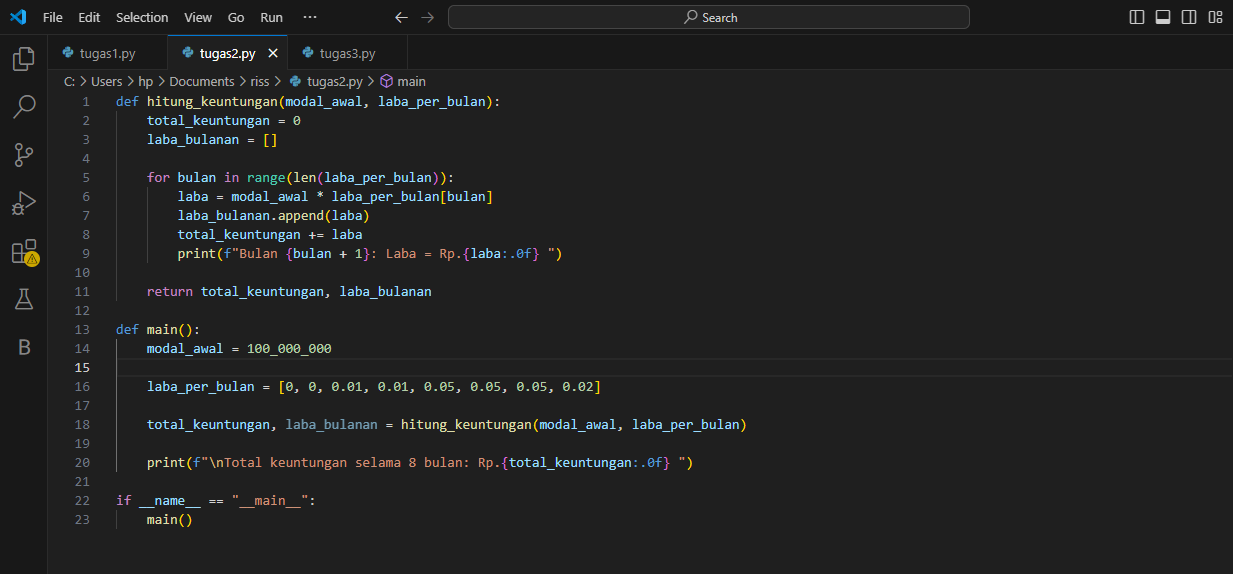 File Edit Selection View Go Run ··· Search
tugas1.py tugas2.py tugas3.py
C: > Users > hp > Documents > riss > tugas2.py > main
1 def hitung_keuntungan(modal_awal, laba_per_bulan):
2     total_keuntungan = 0
3     laba_bulanan = []
4
5     for bulan in range(len(laba_per_bulan)):
6         laba = modal_awal * laba_per_bulan[bulan]
7         laba_bulanan.append(laba)
8         total_keuntungan += laba
9         print(f"Bulan {bulan + 1}: Laba = Rp.{laba:.0f} ")
10
11     return total_keuntungan, laba_bulanan
12
13 def main():
14     modal_awal = 100_000_000
15
16     laba_per_bulan = [0, 0, 0.01, 0.01, 0.05, 0.05, 0.05, 0.02]
17
18     total_keuntungan, laba_bulanan = hitung_keuntungan(modal_awal, laba_per_bulan)
19
20     print(f"\nTotal keuntungan selama 8 bulan: Rp.{total_keuntungan:.0f} ")
21
22 if __name__ == "__main__":
23     main()
B